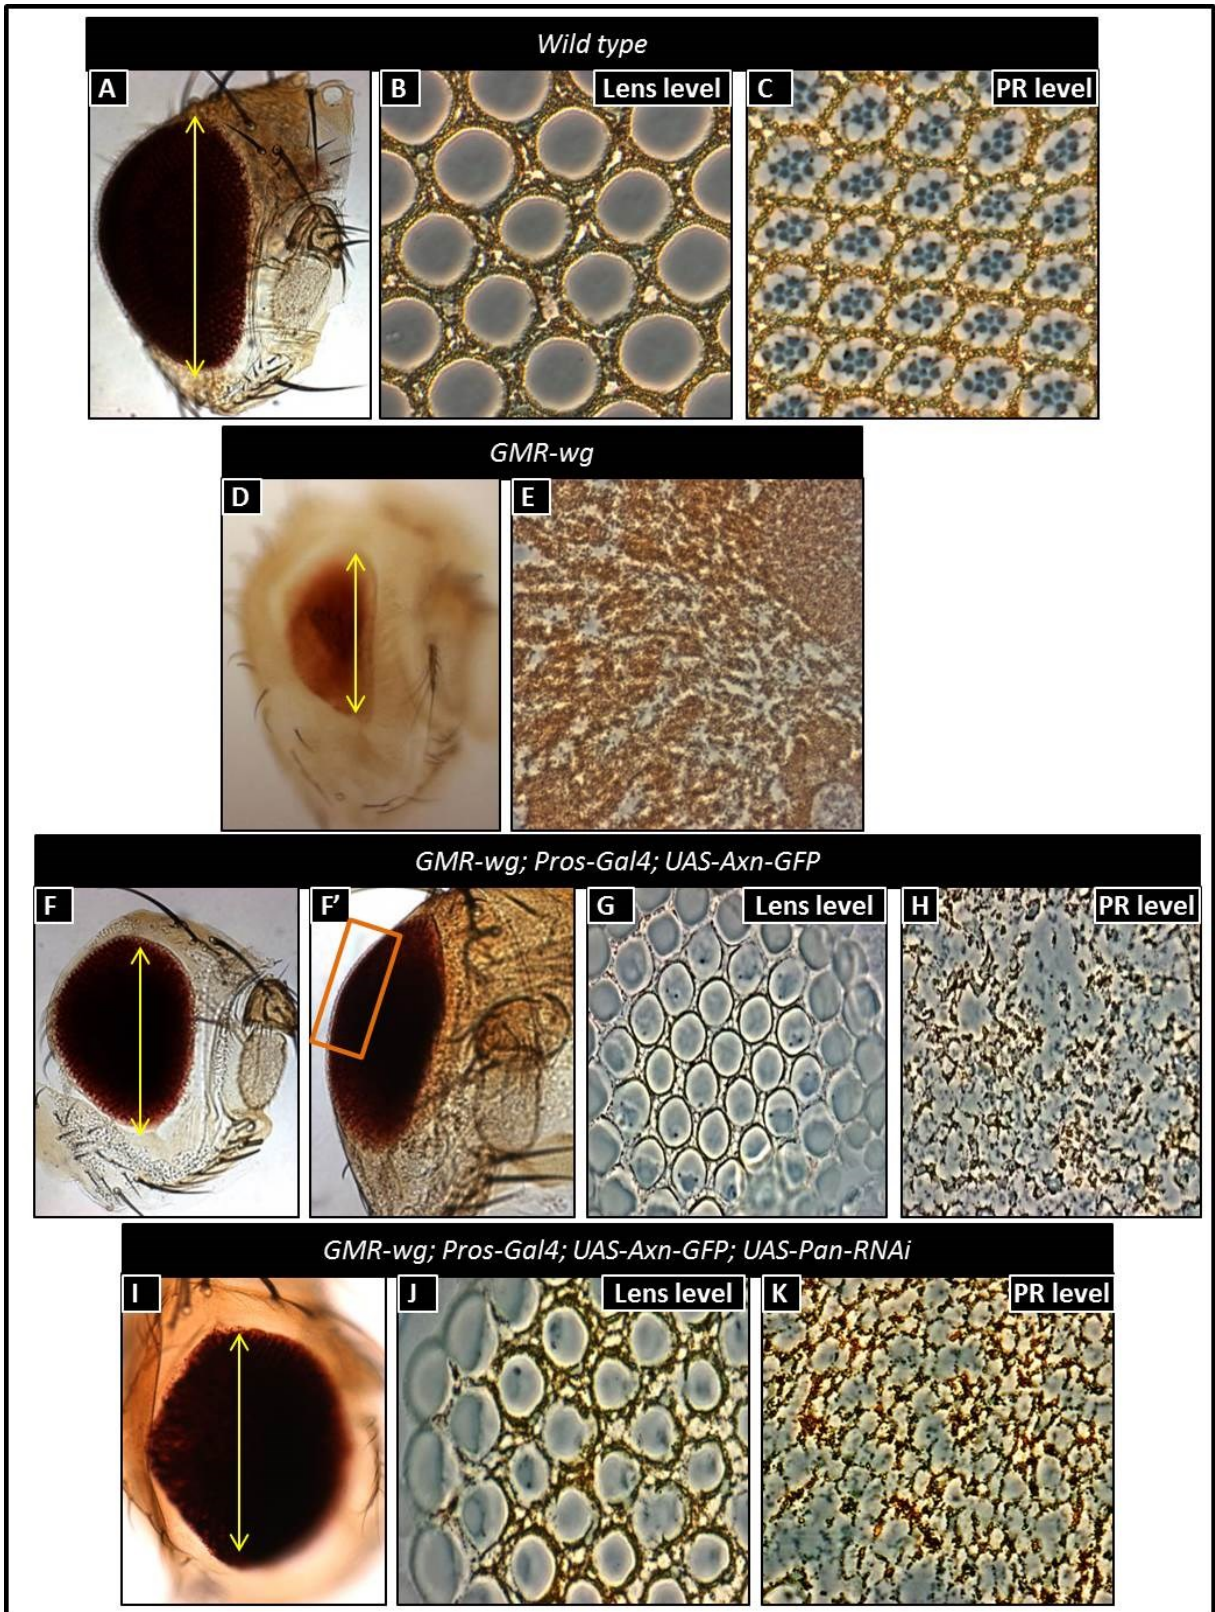 Wild type
A
B
Lens level
C
PR level
GMR-wg
D
E
GMR-wg; Pros-Gal4; UAS-Axn-GFP
F
F'
G
Lens level
H
PR level
GMR-wg; Pros-Gal4; UAS-Axn-GFP; UAS-Pan-RNAi
I
J
Lens level
K
PR level